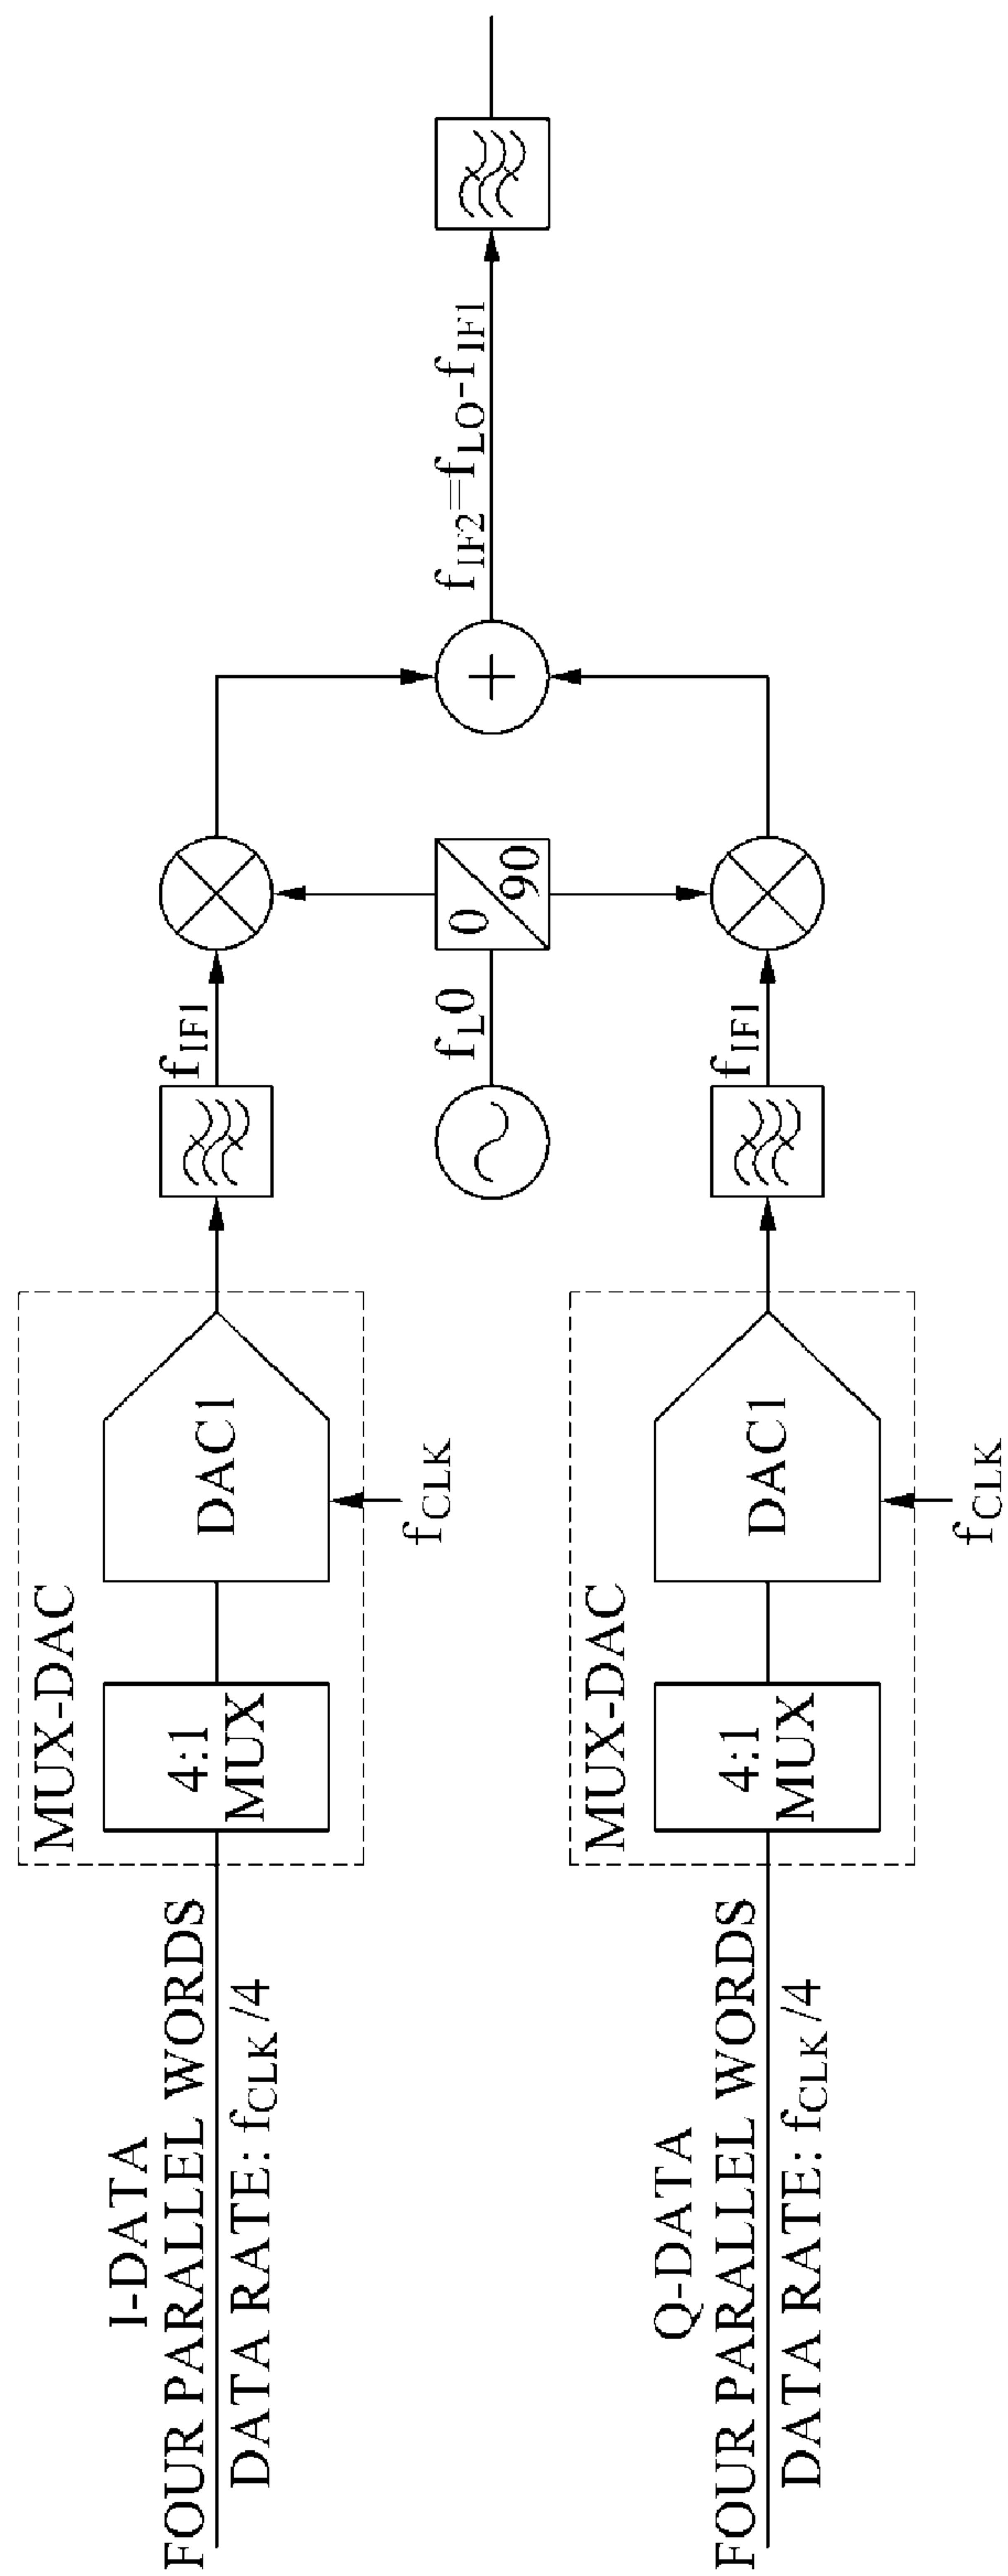 I-DATA
FOUR PARALLEL WORDS
DATA RATE: fCLK/4
MUX-DAC
4:1
MUX
DAC1
fCLK
fIF1
fL0
0
90
fIF2=fLO-fIF1
Q-DATA
FOUR PARALLEL WORDS
DATA RATE: fCLK/4
MUX-DAC
4:1
MUX
DAC1
fCLK
fIF1